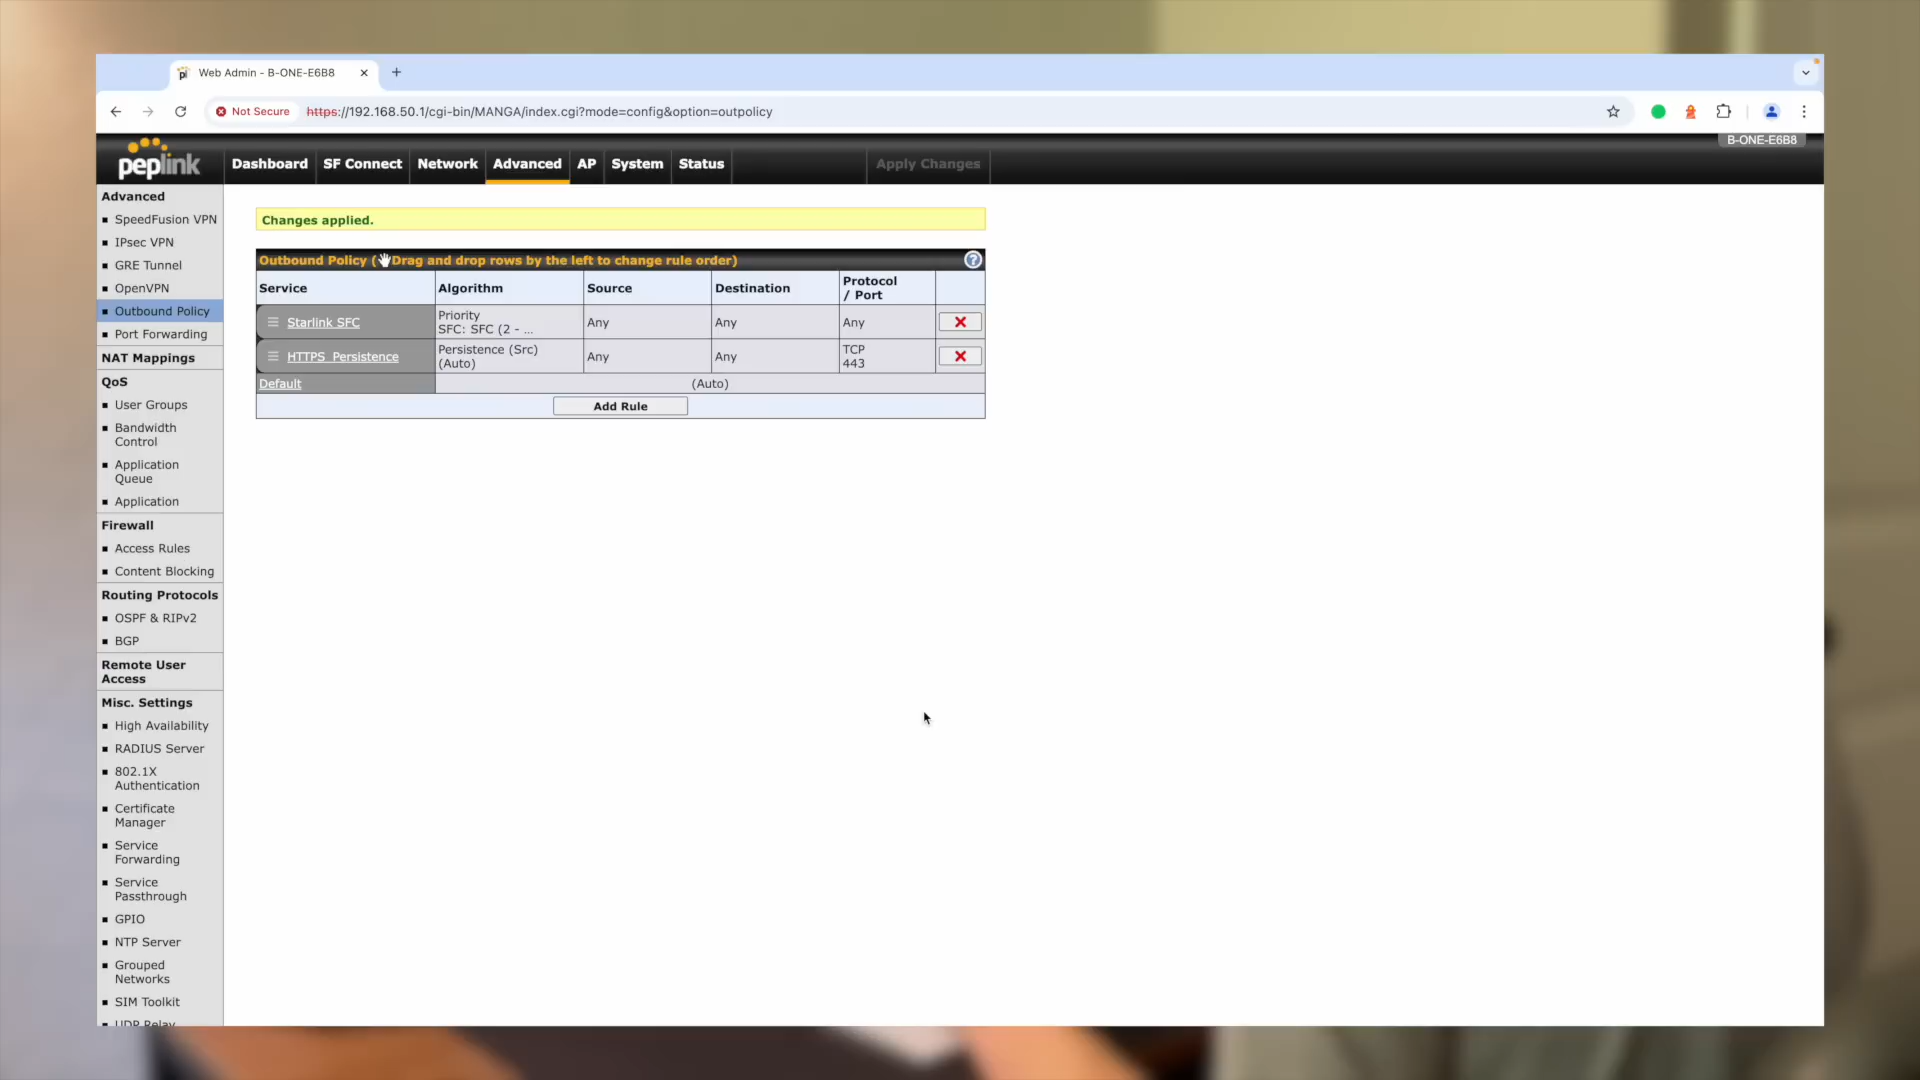 Web Admin - B-ONE-E6B8
Not Secure https://192.168.50.1/cgi-bin/MANGA/index.cgi?mode=config&option=outpolicy
B-ONE-E6B8
peplink
Dashboard SF Connect Network Advanced AP System Status Apply Changes
Advanced
SpeedFusion VPN
IPsec VPN
GRE Tunnel
OpenVPN
Outbound Policy
Port Forwarding
NAT Mappings
QoS
User Groups
Bandwidth
Control
Application
Queue
Application
Firewall
Access Rules
Content Blocking
Routing Protocols
OSPF & RIPv2
BGP
Remote User
Access
Misc. Settings
High Availability
RADIUS Server
802.1X
Authentication
Certificate
Manager
Service
Forwarding
Service
Passthrough
GPIO
NTP Server
Grouped
Networks
SIM Toolkit
UDP Relay
Changes applied.
Outbound Policy (Drag and drop rows by the left to change rule order)
Service Algorithm Source Destination Protocol
/ Port
Starlink SFC Priority
SFC: SFC (2 - ... Any Any Any
HTTPS_Persistence Persistence (Src)
(Auto) Any Any TCP
443
Default (Auto)
Add Rule